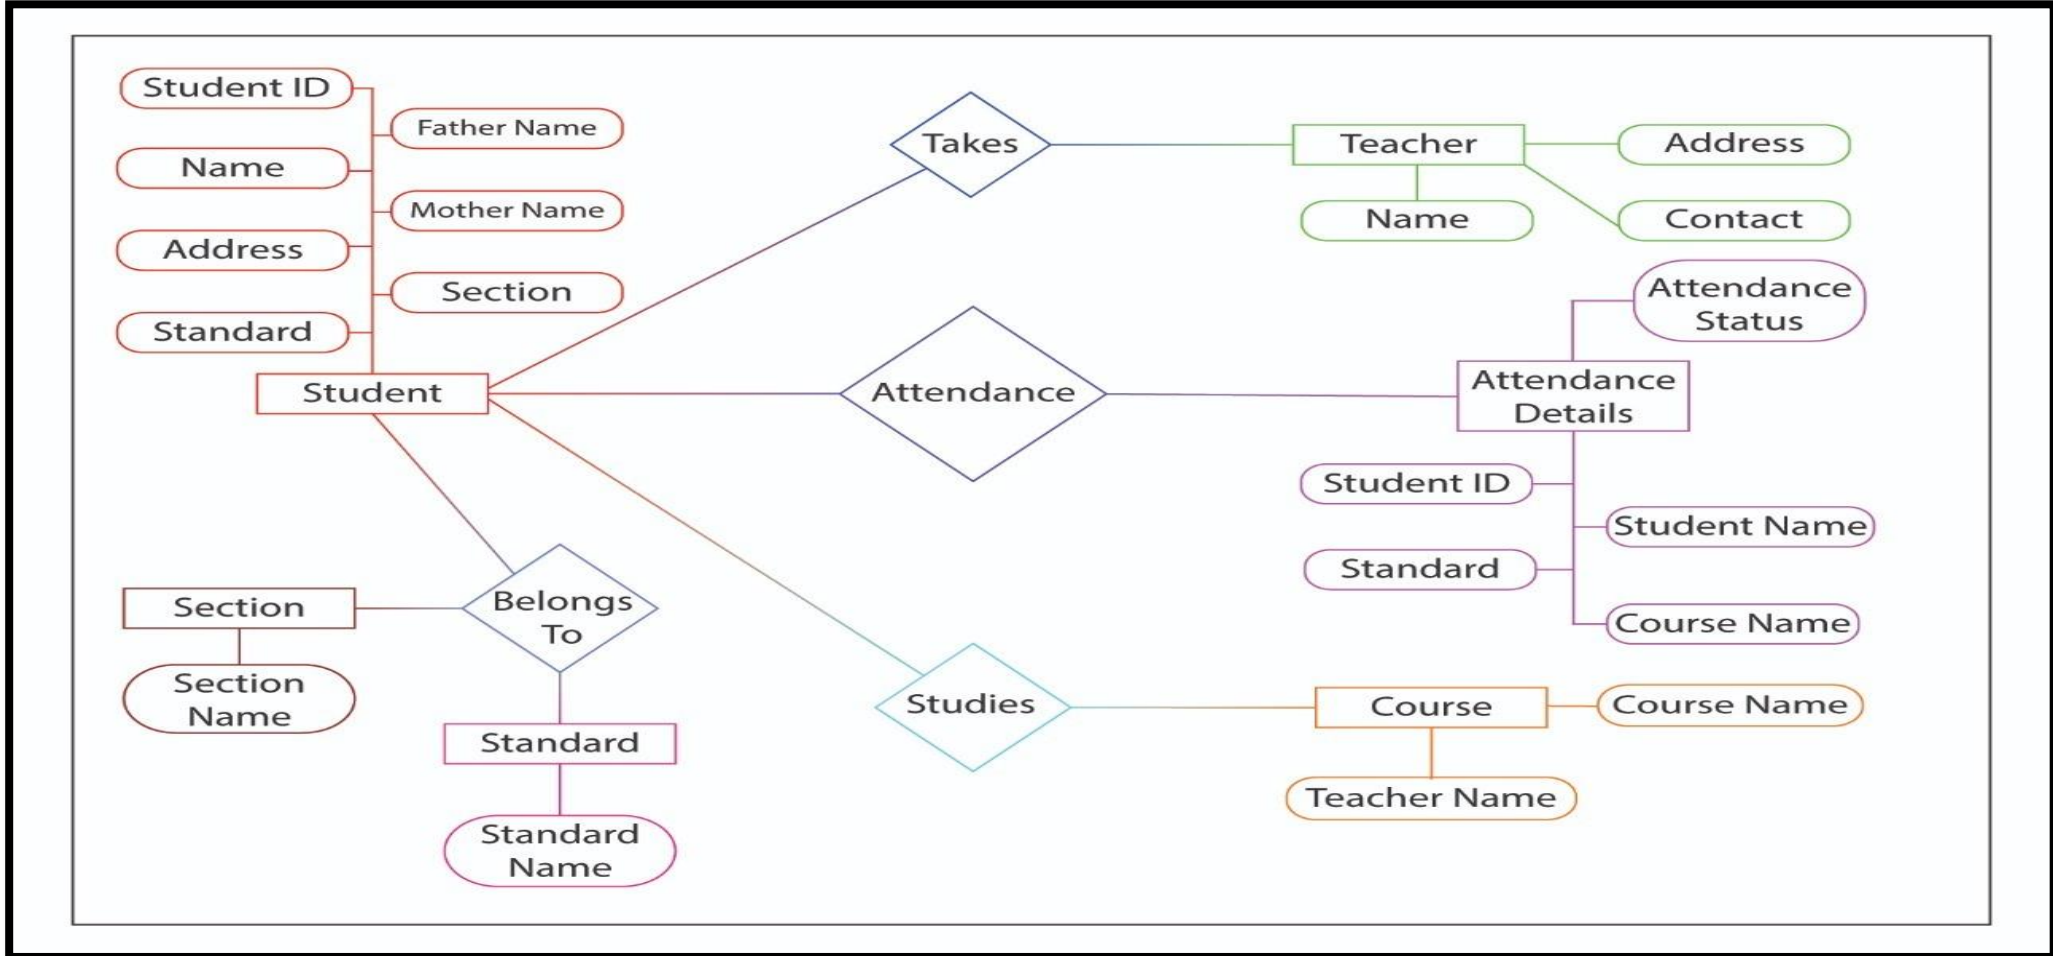 Student ID
Father Name
Name
Mother Name
Address
Section
Standard
Student
Takes
Teacher
Address
Name
Contact
Attendance
Status
Attendance
Attendance
Details
Student ID
Student Name
Standard
Course Name
Belongs
To
Section
Section
Name
Standard
Standard
Name
Studies
Course
Course Name
Teacher Name